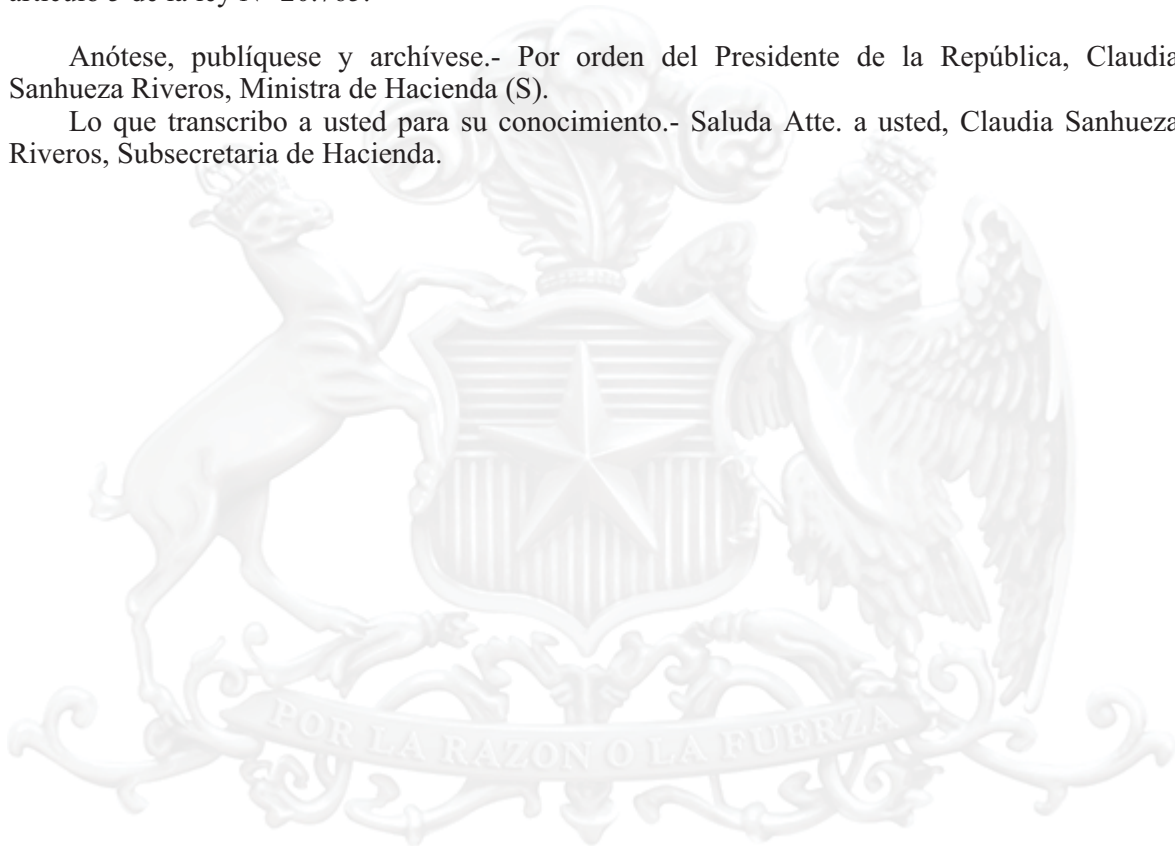 artículo 3 de la ley N° 20.765.
Anótese, publíquese y archívese.- Por orden del Presidente de la República, Claudia
Sanhueza Riveros, Ministra de Hacienda (S).
Lo que transcribo a usted para su conocimiento.- Saluda Atte. a usted, Claudia Sanhueza
Riveros, Subsecretaria de Hacienda.
POR LA RAZON O LA FUERZA